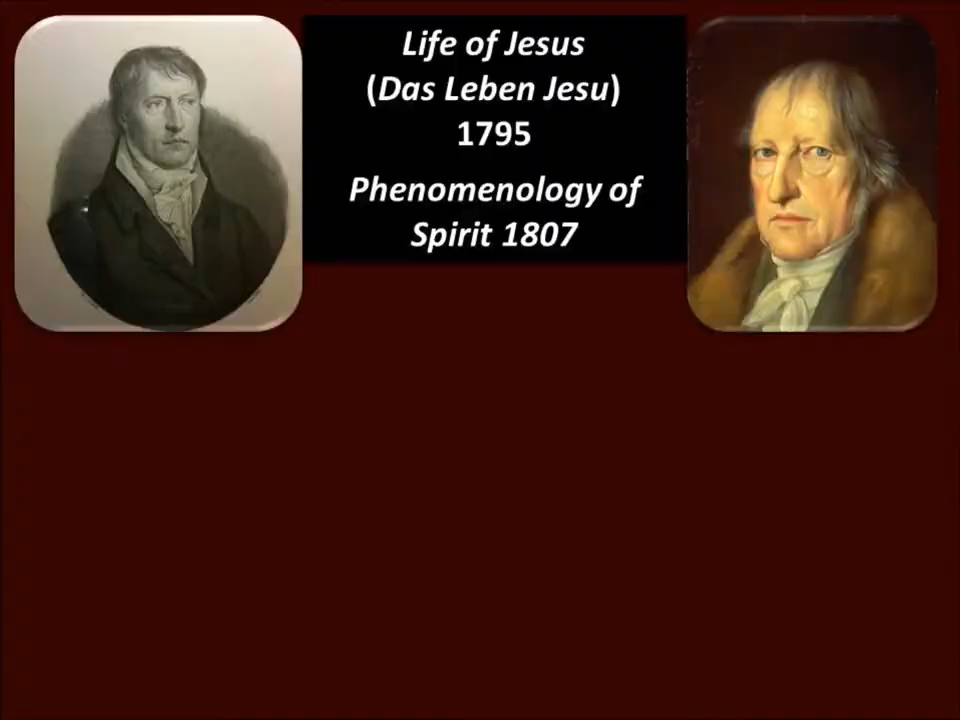 Life of Jesus
(Das Leben Jesu)
1795
Phenomenology of
Spirit 1807